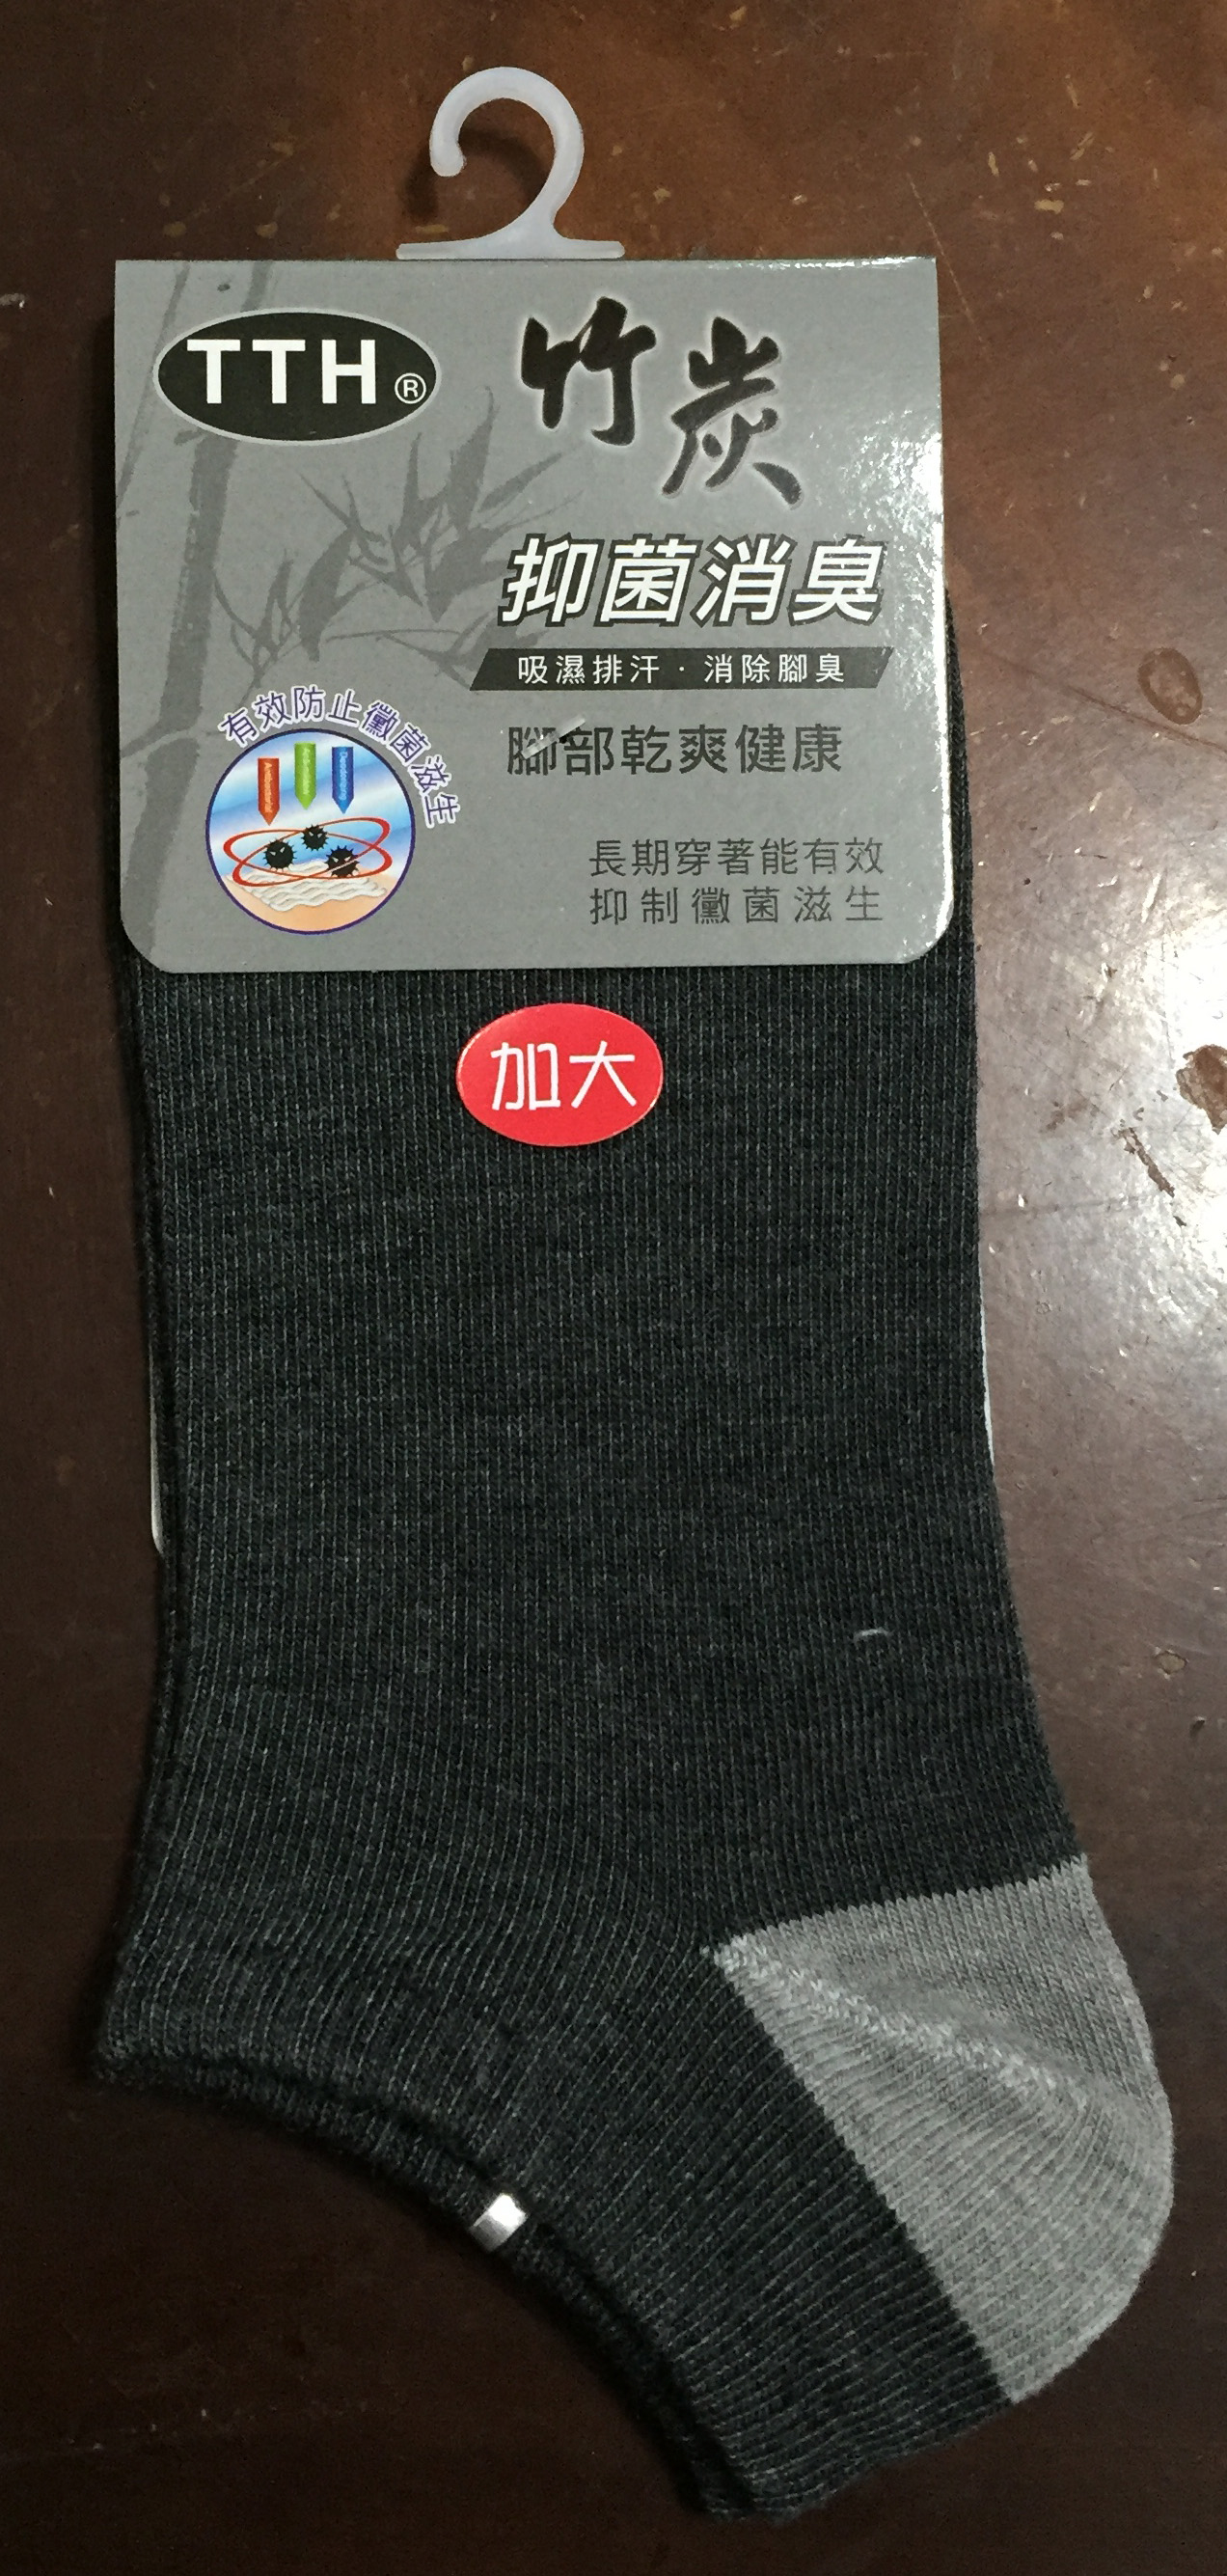 TTH®
竹炭
抑菌消臭
吸濕排汗·消除腳臭
腳部乾爽健康
有效防止黴菌滋生
長期穿著能有效
抑制黴菌滋生
加大